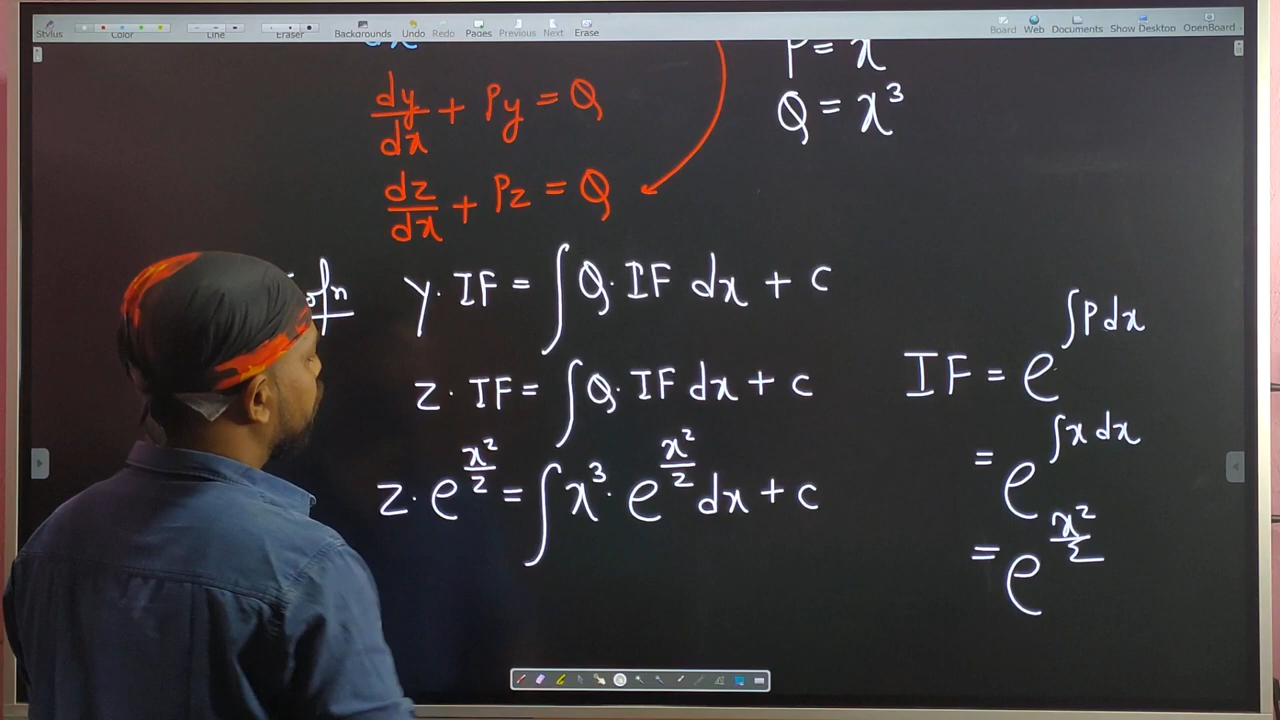 Stylus Color Line Eraser Backgrounds Undo Redo Pages Previous Next Erase Board Web Documents Show Desktop OpenBoard
dx
dy/dx + Py = Q
dz/dx + Pz = Q
P = x
Q = x³
Soln y · IF = ∫ Q · IF dx + c
z · IF = ∫ Q · IF dx + c
z · e^(x²/2) = ∫ x³ · e^(x²/2) dx + c
IF = e^(∫P dx)
= e^(∫x dx)
= e^(x²/2)